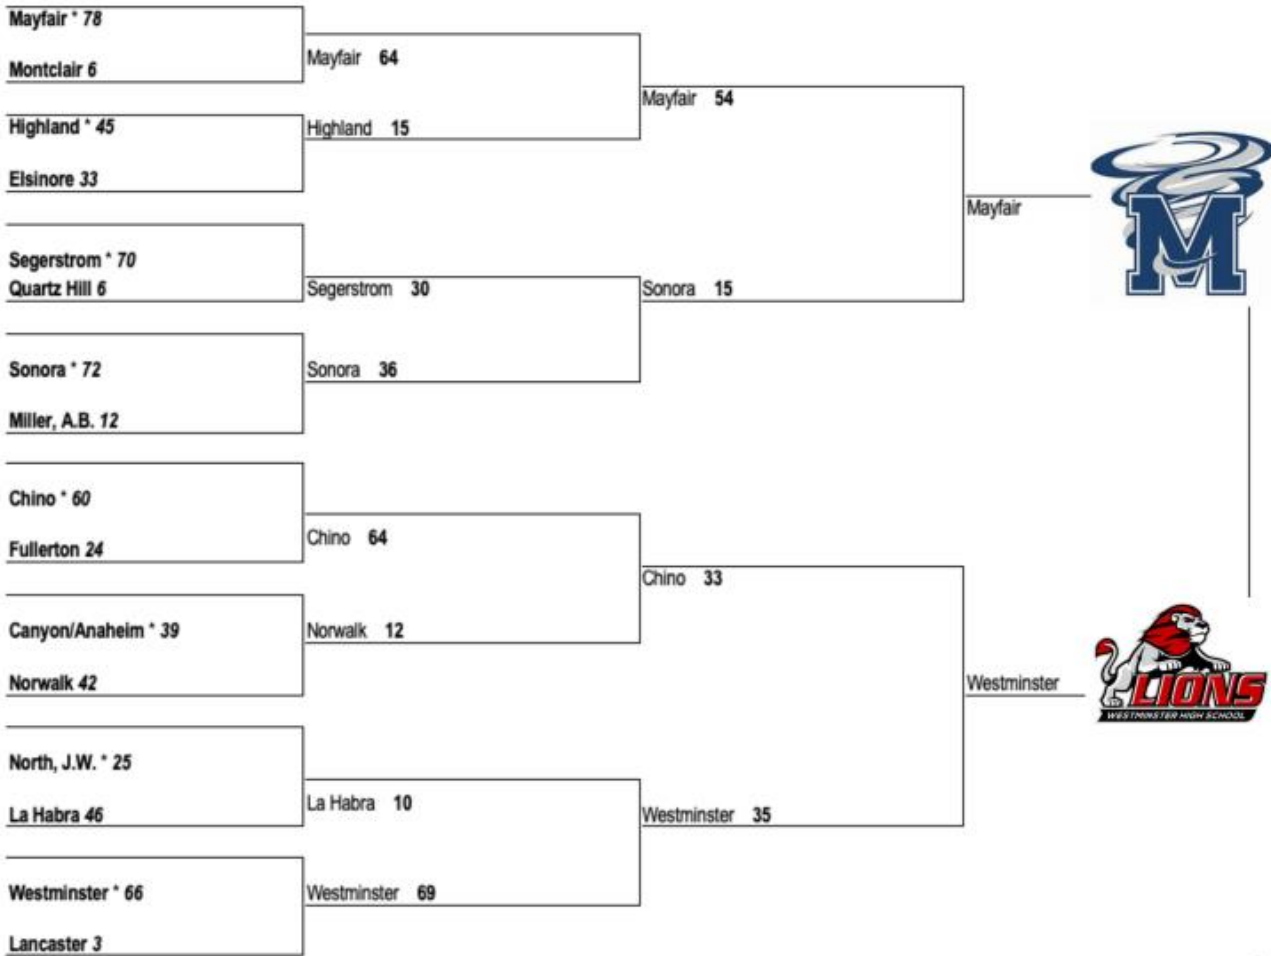 Mayfair * 78
Montclair 6
Highland * 45
Elsinore 33
Segerstrom * 70
Quartz Hill 6
Sonora * 72
Miller, A.B. 12
Chino * 60
Fullerton 24
Canyon/Anaheim * 39
Norwalk 42
North, J.W. * 25
La Habra 46
Westminster * 66
Lancaster 3
Mayfair 64
Highland 15
Segerstrom 30
Sonora 36
Chino 64
Norwalk 12
La Habra 10
Westminster 69
Mayfair 54
Sonora 15
Chino 33
Westminster 35
Mayfair
Westminster
M
LIONS
WESTMINSTER HIGH SCHOOL